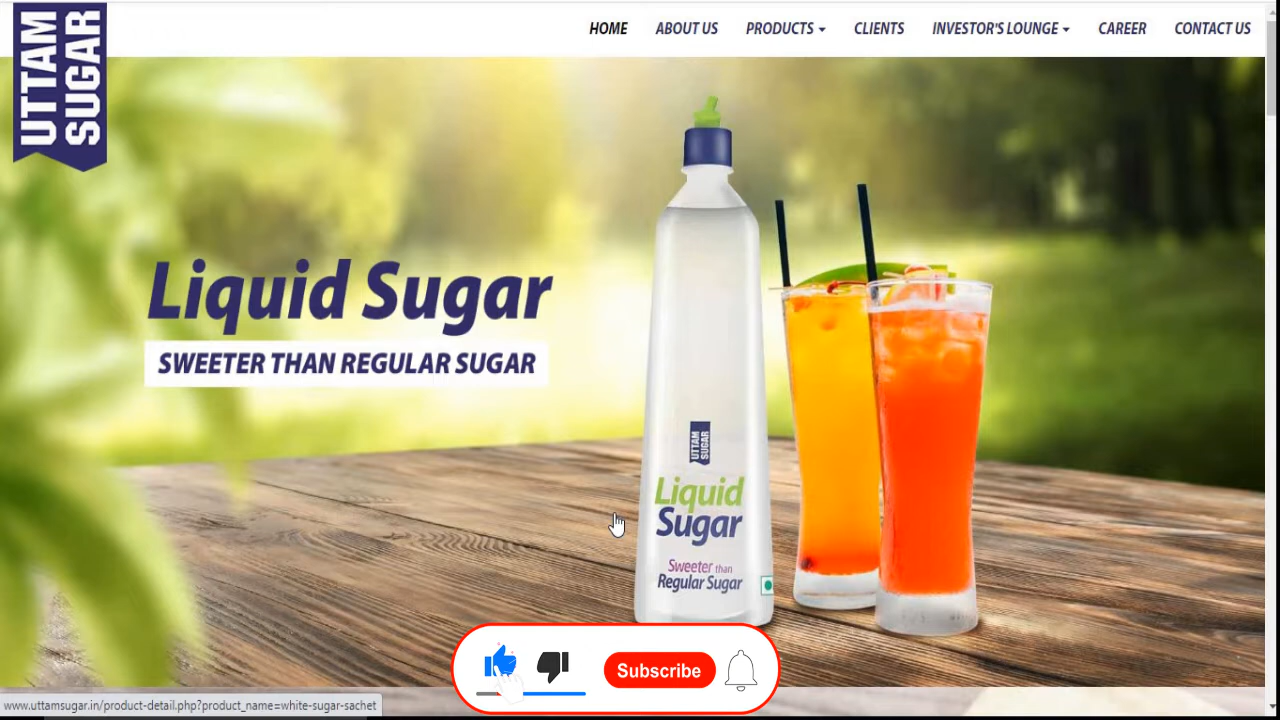 UTTAM
SUGAR
HOME ABOUT US PRODUCTS CLIENTS INVESTOR'S LOUNGE CAREER CONTACT US
Liquid Sugar
SWEETER THAN REGULAR SUGAR
UTTAM
SUGAR
Liquid
Sugar
Sweeter than
Regular Sugar
Subscribe
www.uttamsugar.in/product-detail.php?product_name=white-sugar-sachet